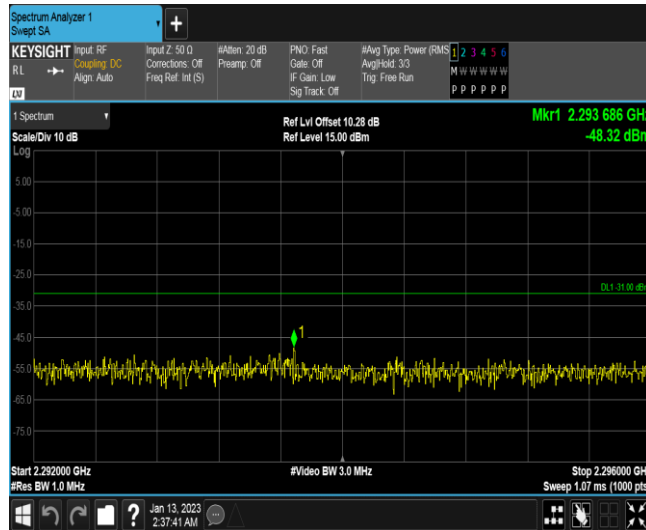 Spectrum Analyzer 1
Swept SA
+
KEYSIGHT Input: RF Input Z: 50 Ω #Atten: 20 dB PNO: Fast #Avg Type: Power (RMS 1 2 3 4 5 6
RL Coupling: DC Corrections: Off Preamp: Off Gate: Off Avg|Hold: 3/3 M W W W W W
Align: Auto Freq Ref: Int (S) IF Gain: Low Trig: Free Run
LXI Sig Track: Off P P P P P P
1 Spectrum Ref Lvl Offset 10.28 dB Mkr1 2.293 686 GHz
Scale/Div 10 dB Ref Level 15.00 dBm -48.32 dBm
Log
5.00
-5.00
-15.0
-25.0
DL1 -31.00 dBm
-35.0
-45.0
1
-55.0
-65.0
-75.0
Start 2.292000 GHz #Video BW 3.0 MHz Stop 2.296000 GH
#Res BW 1.0 MHz Sweep 1.07 ms (1000 pts
? Jan 13, 2023
2:37:41 AM